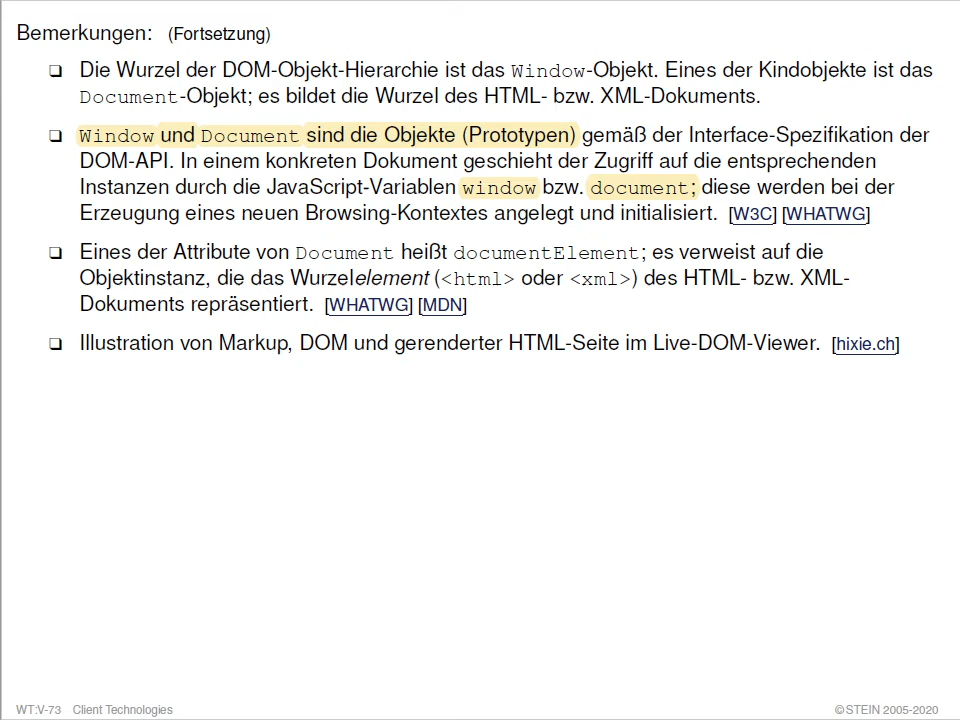 Bemerkungen: (Fortsetzung)
❑ Die Wurzel der DOM-Objekt-Hierarchie ist das Window-Objekt. Eines der Kindobjekte ist das
Document-Objekt; es bildet die Wurzel des HTML- bzw. XML-Dokuments.
❑ Window und Document sind die Objekte (Prototypen) gemäß der Interface-Spezifikation der
DOM-API. In einem konkreten Dokument geschieht der Zugriff auf die entsprechenden
Instanzen durch die JavaScript-Variablen window bzw. document; diese werden bei der
Erzeugung eines neuen Browsing-Kontextes angelegt und initialisiert. [W3C] [WHATWG]
❑ Eines der Attribute von Document heißt documentElement; es verweist auf die
Objektinstanz, die das Wurzelelement (<html> oder <xml>) des HTML- bzw. XML-
Dokuments repräsentiert. [WHATWG] [MDN]
❑ Illustration von Markup, DOM und gerenderter HTML-Seite im Live-DOM-Viewer. [hixie.ch]
WT:V-73 Client Technologies ©STEIN 2005-2020